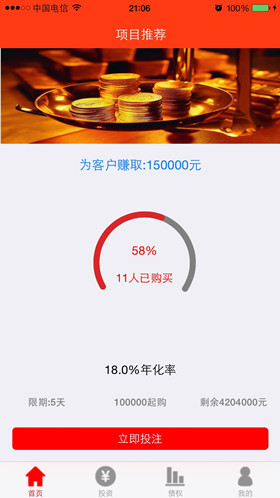 中国电信 21:06 100%
项目推荐
为客户赚取:150000元
58%
11人已购买
18.0%年化率
限期:5天 100000起购 剩余4204000元
立即投注
首页 投资 债权 我的